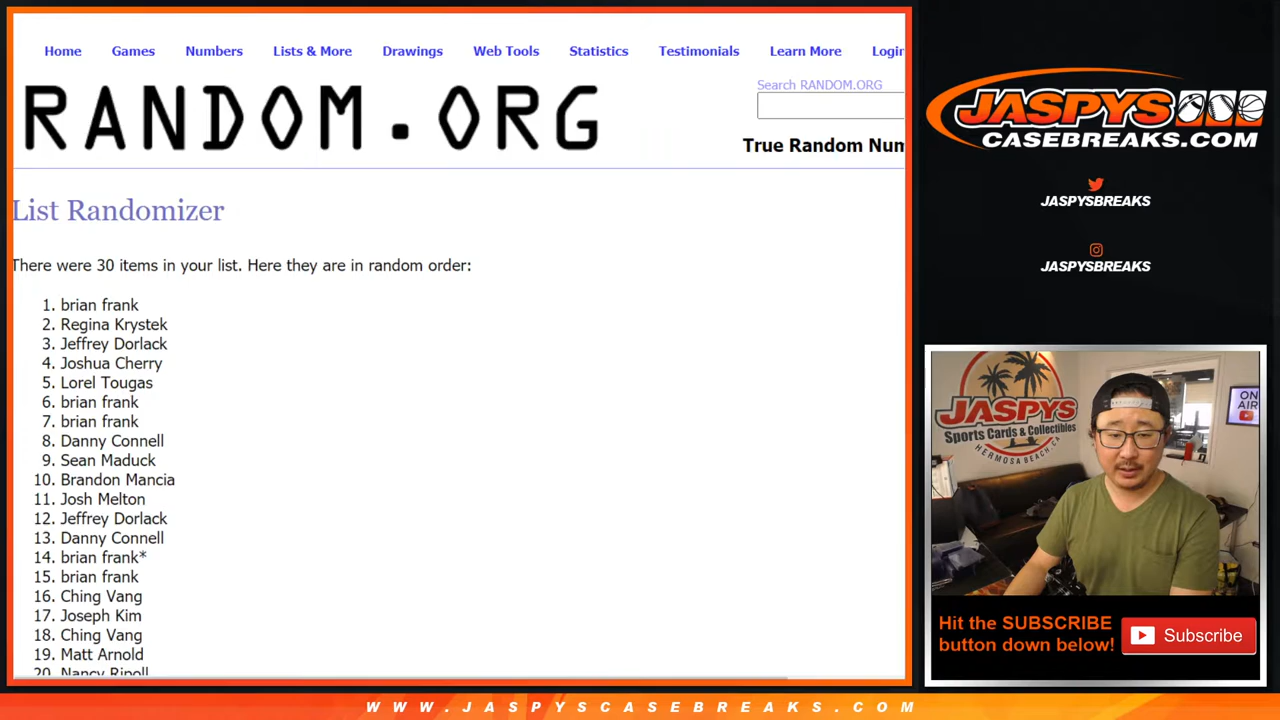 Home Games Numbers Lists & More Drawings Web Tools Statistics Testimonials Learn More Login
RANDOM.ORG
Search RANDOM.ORG
True Random Num
List Randomizer
There were 30 items in your list. Here they are in random order:
1. brian frank
2. Regina Krystek
3. Jeffrey Dorlack
4. Joshua Cherry
5. Lorel Tougas
6. brian frank
7. brian frank
8. Danny Connell
9. Sean Maduck
10. Brandon Mancia
11. Josh Melton
12. Jeffrey Dorlack
13. Danny Connell
14. brian frank*
15. brian frank
16. Ching Vang
17. Joseph Kim
18. Ching Vang
19. Matt Arnold
20. Nancy Ripoll
JASPYS
CASEBREAKS.COM
JASPYSBREAKS
JASPYSBREAKS
JASPYS
Sports Cards & Collectibles
HERMOSA BEACH, CA
ON
AIR
Hit the SUBSCRIBE
button down below!
Subscribe
WWW.JASPYSCASEBREAKS.COM